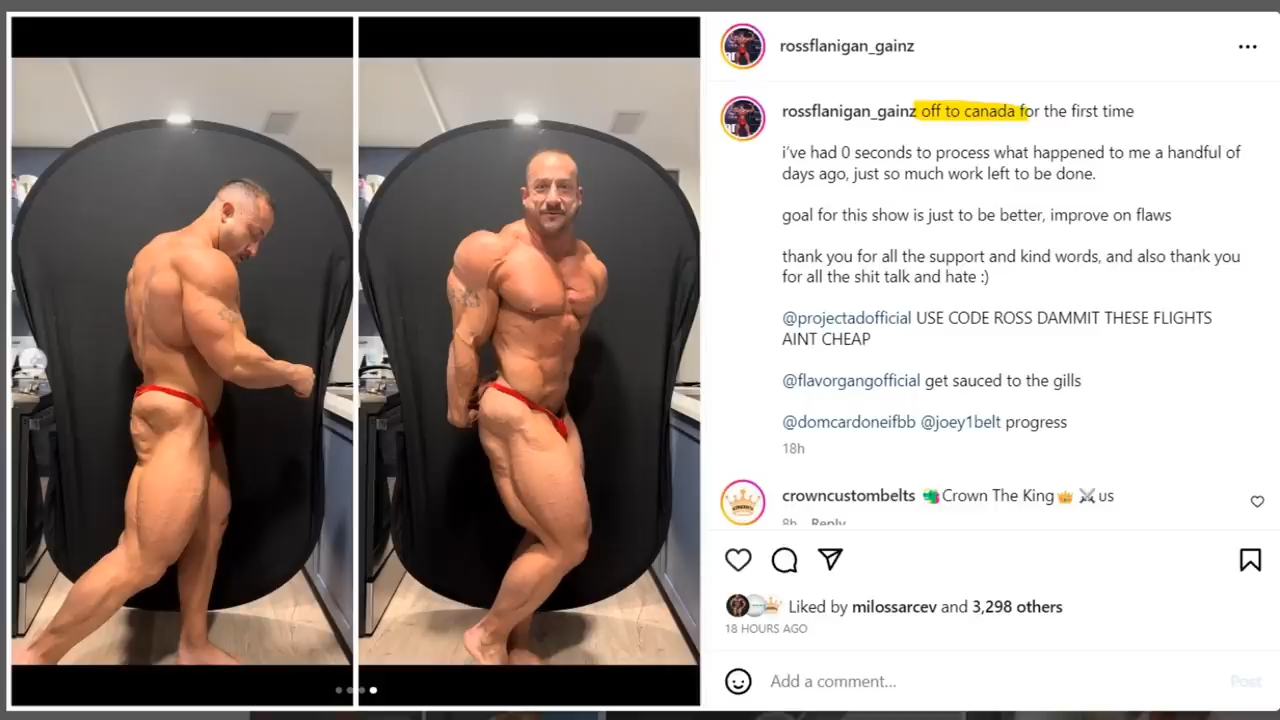 rossflanigan_gainz
rossflanigan_gainz off to canada for the first time
i've had 0 seconds to process what happened to me a handful of
days ago, just so much work left to be done.
goal for this show is just to be better, improve on flaws
thank you for all the support and kind words, and also thank you
for all the shit talk and hate :)
@projectadofficial USE CODE ROSS DAMMIT THESE FLIGHTS
AINT CHEAP
@flavorgangofficial get sauced to the gills
@domcardoneifbb @joey1belt progress
18h
crowncustombelts Crown The King👑 ⚔️us
8h Reply
Liked by milossarcev and 3,298 others
18 HOURS AGO
Add a comment... Post